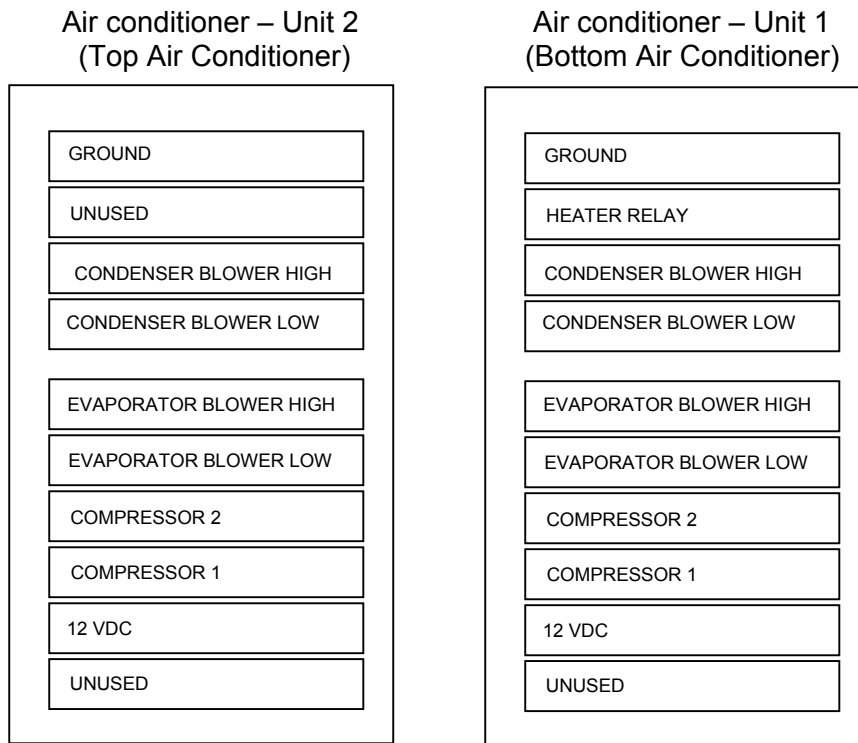 Air conditioner – Unit 2
(Top Air Conditioner)
GROUND
UNUSED
CONDENSER BLOWER HIGH
CONDENSER BLOWER LOW
EVAPORATOR BLOWER HIGH
EVAPORATOR BLOWER LOW
COMPRESSOR 2
COMPRESSOR 1
12 VDC
UNUSED
Air conditioner – Unit 1
(Bottom Air Conditioner)
GROUND
HEATER RELAY
CONDENSER BLOWER HIGH
CONDENSER BLOWER LOW
EVAPORATOR BLOWER HIGH
EVAPORATOR BLOWER LOW
COMPRESSOR 2
COMPRESSOR 1
12 VDC
UNUSED